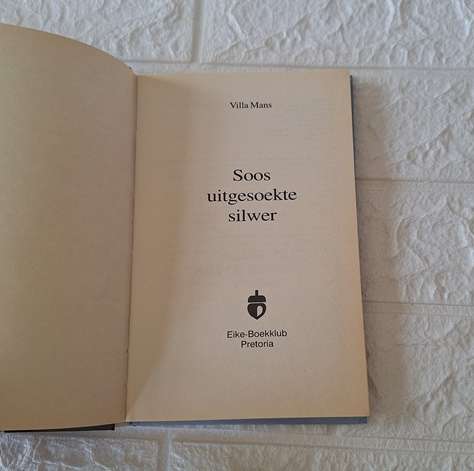 Villa Mans
Soos
uitgesoekte
silwer
Eike-Boekklub
Pretoria